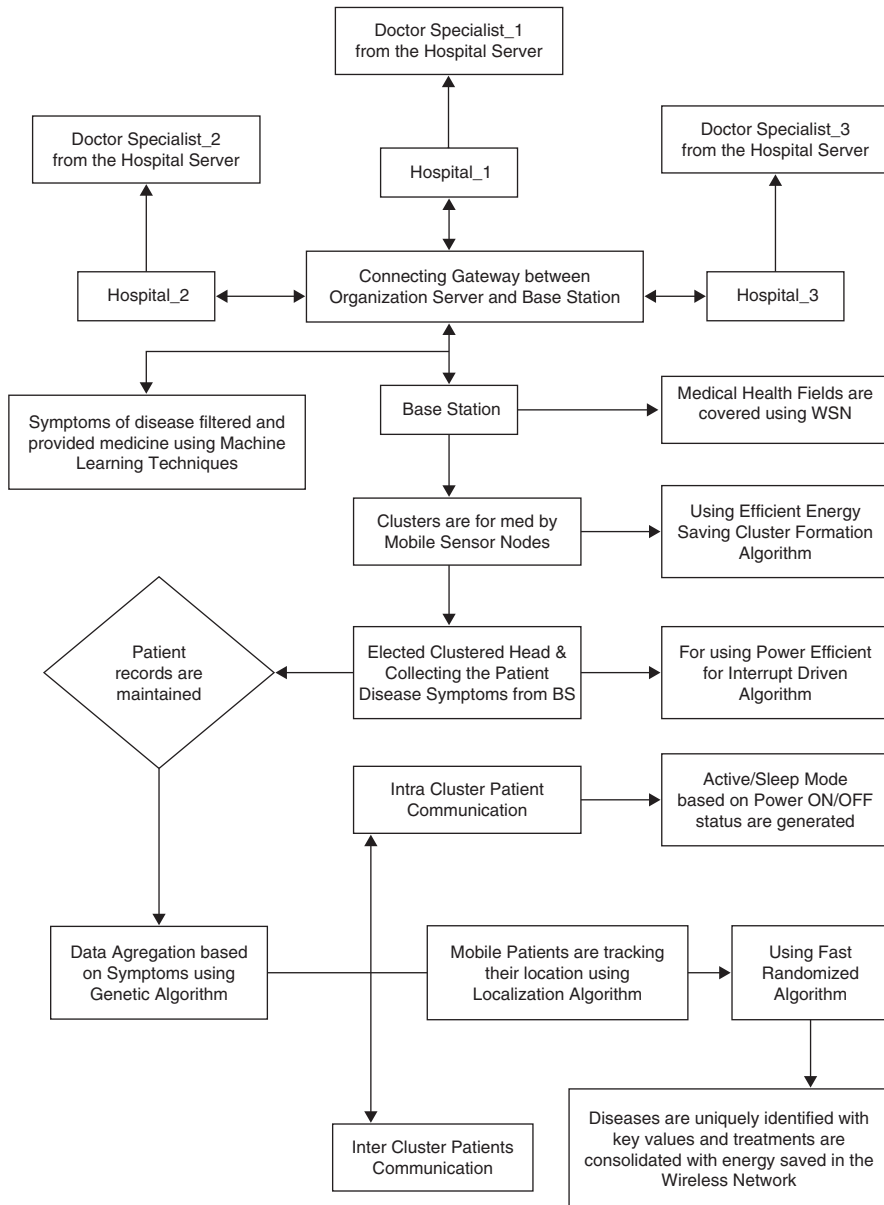 Doctor Specialist_1
from the Hospital Server
Doctor Specialist_2
from the Hospital Server
Doctor Specialist_3
from the Hospital Server
Hospital_1
Hospital_2
Connecting Gateway between
Organization Server and Base Station
Hospital_3
Symptoms of disease filtered and
provided medicine using Machine
Learning Techniques
Base Station
Medical Health Fields are
covered using WSN
Clusters are for med by
Mobile Sensor Nodes
Using Efficient Energy
Saving Cluster Formation
Algorithm
Patient
records are
maintained
Elected Clustered Head &
Collecting the Patient
Disease Symptoms from BS
For using Power Efficient
for Interrupt Driven
Algorithm
Intra Cluster Patient
Communication
Active/Sleep Mode
based on Power ON/OFF
status are generated
Data Agregation based
on Symptoms using
Genetic Algorithm
Mobile Patients are tracking
their location using
Localization Algorithm
Using Fast
Randomized
Algorithm
Inter Cluster Patients
Communication
Diseases are uniquely identified with
key values and treatments are
consolidated with energy saved in the
Wireless Network